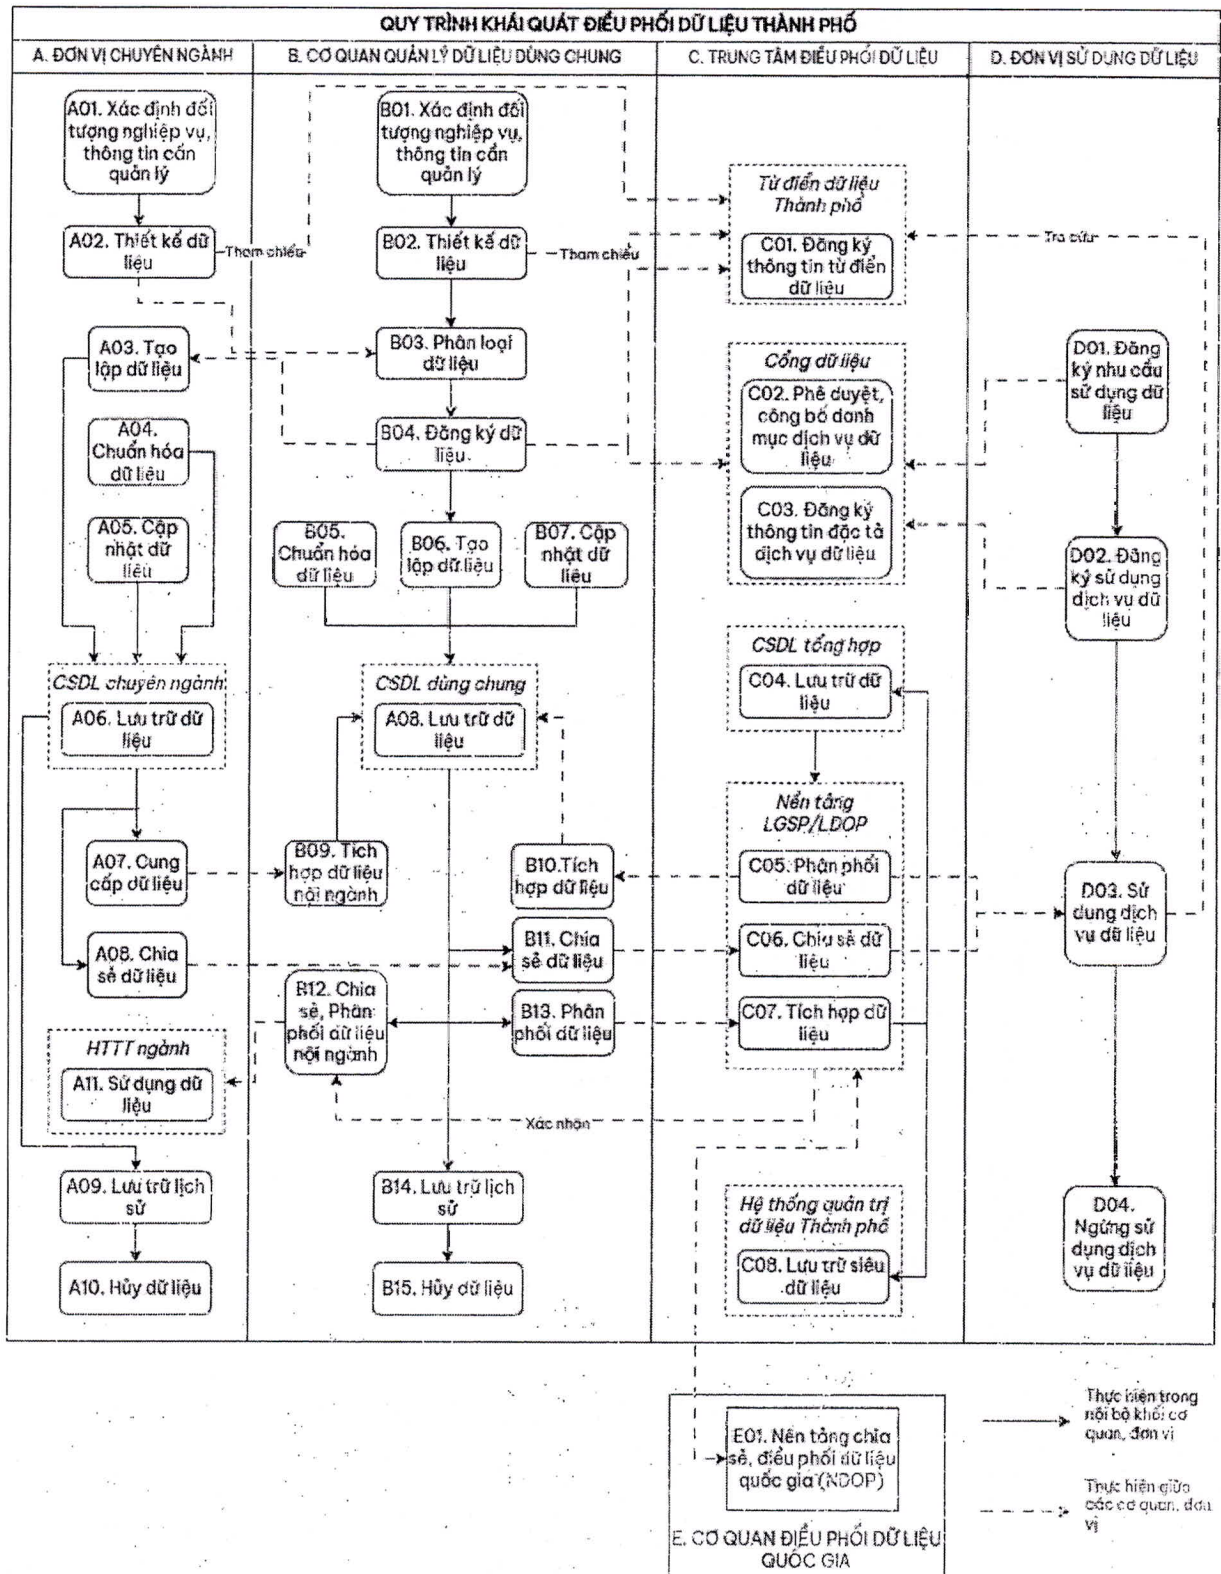 QUY TRÌNH KHÁI QUÁT ĐIỀU PHỐI DỮ LIỆU THÀNH PHỐ
A. ĐƠN VỊ CHUYÊN NGÀNH
B. CƠ QUAN QUẢN LÝ DỮ LIỆU DÙNG CHUNG
C. TRUNG TÂM ĐIỀU PHỐI DỮ LIỆU
D. ĐƠN VỊ SỬ DỤNG DỮ LIỆU
A01. Xác định đối
tượng nghiệp vụ,
thông tin cần
quản lý
A02. Thiết kế dữ
liệu
Tham chiếu
A03. Tạo
lập dữ liệu
A04.
Chuẩn hóa
dữ liệu
A05. Cập
nhật dữ
liệu
CSDL chuyên ngành
A06. Lưu trữ dữ
liệu
A07. Cung
cấp dữ liệu
A08. Chia
sẻ dữ liệu
HTTT ngành
A11. Sử dụng dữ
liệu
A09. Lưu trữ lịch
sử
A10. Hủy dữ liệu
B01. Xác định đối
tượng nghiệp vụ,
thông tin cần
quản lý
B02. Thiết kế dữ
liệu
Tham chiếu
B03. Phân loại
dữ liệu
B04. Đăng ký dữ
liệu
B05.
Chuẩn hóa
dữ liệu
B06. Tạo
lập dữ liệu
B07. Cập
nhật dữ
liệu
CSDL dùng chung
A08. Lưu trữ dữ
liệu
B09. Tích
hợp dữ liệu
nội ngành
B10.Tích
hợp dữ liệu
B11. Chia
sẻ dữ liệu
B12. Chia
sẻ, Phân
phối dữ liệu
nội ngành
B13. Phân
phối dữ liệu
Xác nhận
B14. Lưu trữ lịch
sử
B15. Hủy dữ liệu
Từ điển dữ liệu
Thành phố
C01. Đăng ký
thông tin từ điển
dữ liệu
Cổng dữ liệu
C02. Phê duyệt,
công bố danh
mục dịch vụ dữ
liệu
C03. Đăng ký
thông tin đặc tả
dịch vụ dữ liệu
CSDL tổng hợp
C04. Lưu trữ dữ
liệu
Nền tảng
LGSP/LDOP
C05. Phân phối
dữ liệu
C06. Chia sẻ dữ
liệu
C07. Tích hợp dữ
liệu
Hệ thống quản trị
dữ liệu Thành phố
C08. Lưu trữ siêu
dữ liệu
Tra cứu
D01. Đăng
ký nhu cầu
sử dụng dữ
liệu
D02. Đăng
ký sử dụng
dịch vụ dữ
liệu
D03. Sử
dụng dịch
vụ dữ liệu
D04.
Ngừng sử
dụng dịch
vụ dữ liệu
E01. Nền tảng chia
sẻ, điều phối dữ liệu
quốc gia (NDOP)
E. CƠ QUAN ĐIỀU PHỐI DỮ LIỆU
QUỐC GIA
Thực hiện trong
nội bộ khối cơ
quan, đơn vị
Thực hiện giữa
các cơ quan, đơn
vị